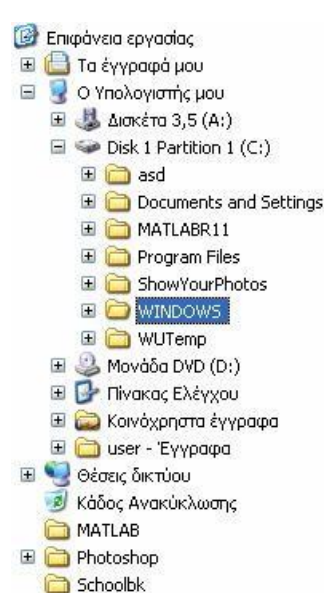 Επιφάνεια εργασίας
Τα έγγραφά μου
Ο Υπολογιστής μου
Δισκέτα 3,5 (A:)
Disk 1 Partition 1 (C:)
asd
Documents and Settings
MATLABR11
Program Files
ShowYourPhotos
WINDOWS
WUTemp
Μονάδα DVD (D:)
Πίνακας Ελέγχου
Κοινόχρηστα έγγραφα
user - Έγγραφα
Θέσεις δικτύου
Κάδος Ανακύκλωσης
MATLAB
Photoshop
Schoolbk